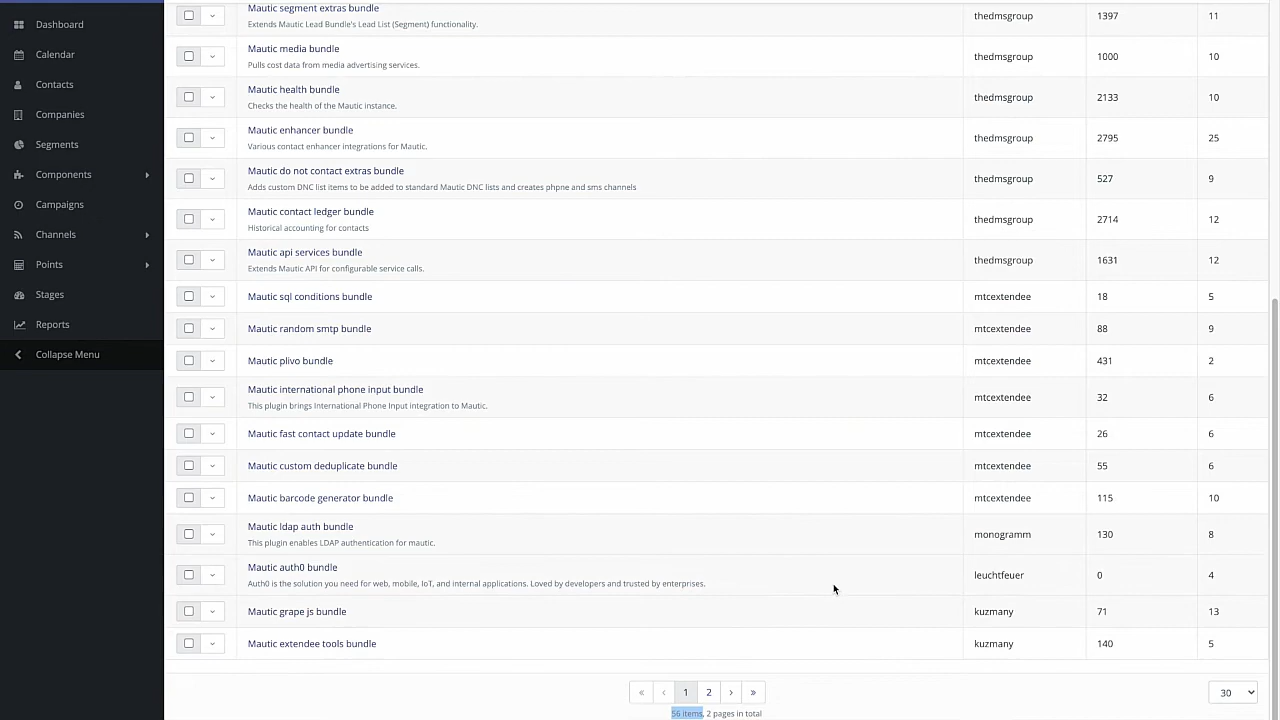 Dashboard
Calendar
Contacts
Companies
Segments
Components
Campaigns
Channels
Points
Stages
Reports
Collapse Menu
Mautic segment extras bundle
Extends Mautic Lead Bundle's Lead List (Segment) functionality.
thedmsgroup 1397 11
Mautic media bundle
Pulls cost data from media advertising services.
thedmsgroup 1000 10
Mautic health bundle
Checks the health of the Mautic instance.
thedmsgroup 2133 10
Mautic enhancer bundle
Various contact enhancer integrations for Mautic.
thedmsgroup 2795 25
Mautic do not contact extras bundle
Adds custom DNC list items to be added to standard Mautic DNC lists and creates phpne and sms channels
thedmsgroup 527 9
Mautic contact ledger bundle
Historical accounting for contacts
thedmsgroup 2714 12
Mautic api services bundle
Extends Mautic API for configurable service calls.
thedmsgroup 1631 12
Mautic sql conditions bundle mtcextendee 18 5
Mautic random smtp bundle mtcextendee 88 9
Mautic plivo bundle mtcextendee 431 2
Mautic international phone input bundle
This plugin brings International Phone Input integration to Mautic.
mtcextendee 32 6
Mautic fast contact update bundle mtcextendee 26 6
Mautic custom deduplicate bundle mtcextendee 55 6
Mautic barcode generator bundle mtcextendee 115 10
Mautic ldap auth bundle
This plugin enables LDAP authentication for mautic.
monogramm 130 8
Mautic auth0 bundle
Auth0 is the solution you need for web, mobile, IoT, and internal applications. Loved by developers and trusted by enterprises.
leuchtfeuer 0 4
Mautic grape js bundle kuzmany 71 13
Mautic extendee tools bundle kuzmany 140 5
« ‹ 1 2 › » 30
56 items, 2 pages in total